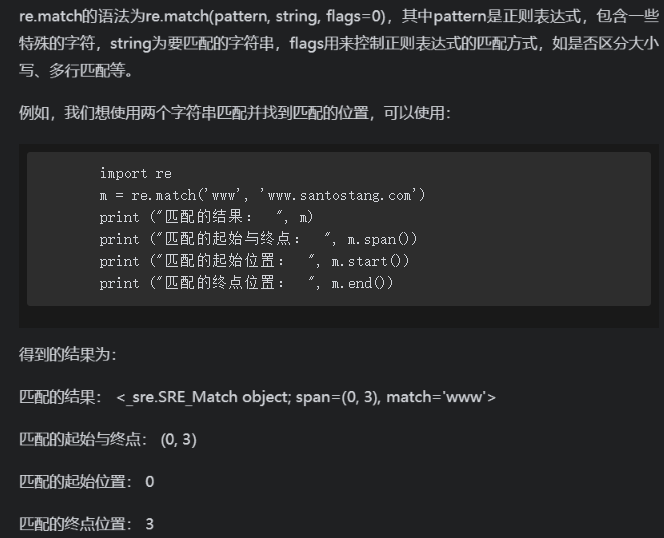 re.match的语法为re.match(pattern, string, flags=0)，其中pattern是正则表达式，包含一些
特殊的字符，string为要匹配的字符串，flags用来控制正则表达式的匹配方式，如是否区分大小
写、多行匹配等。
例如，我们想使用两个字符串匹配并找到匹配的位置，可以使用：
import re
m = re.match('www', 'www.santostang.com')
print ("匹配的结果：  ", m)
print ("匹配的起始与终点：  ", m.span())
print ("匹配的起始位置：  ", m.start())
print ("匹配的终点位置：  ", m.end())
得到的结果为：
匹配的结果： <_sre.SRE_Match object; span=(0, 3), match='www'>
匹配的起始与终点： (0, 3)
匹配的起始位置： 0
匹配的终点位置： 3